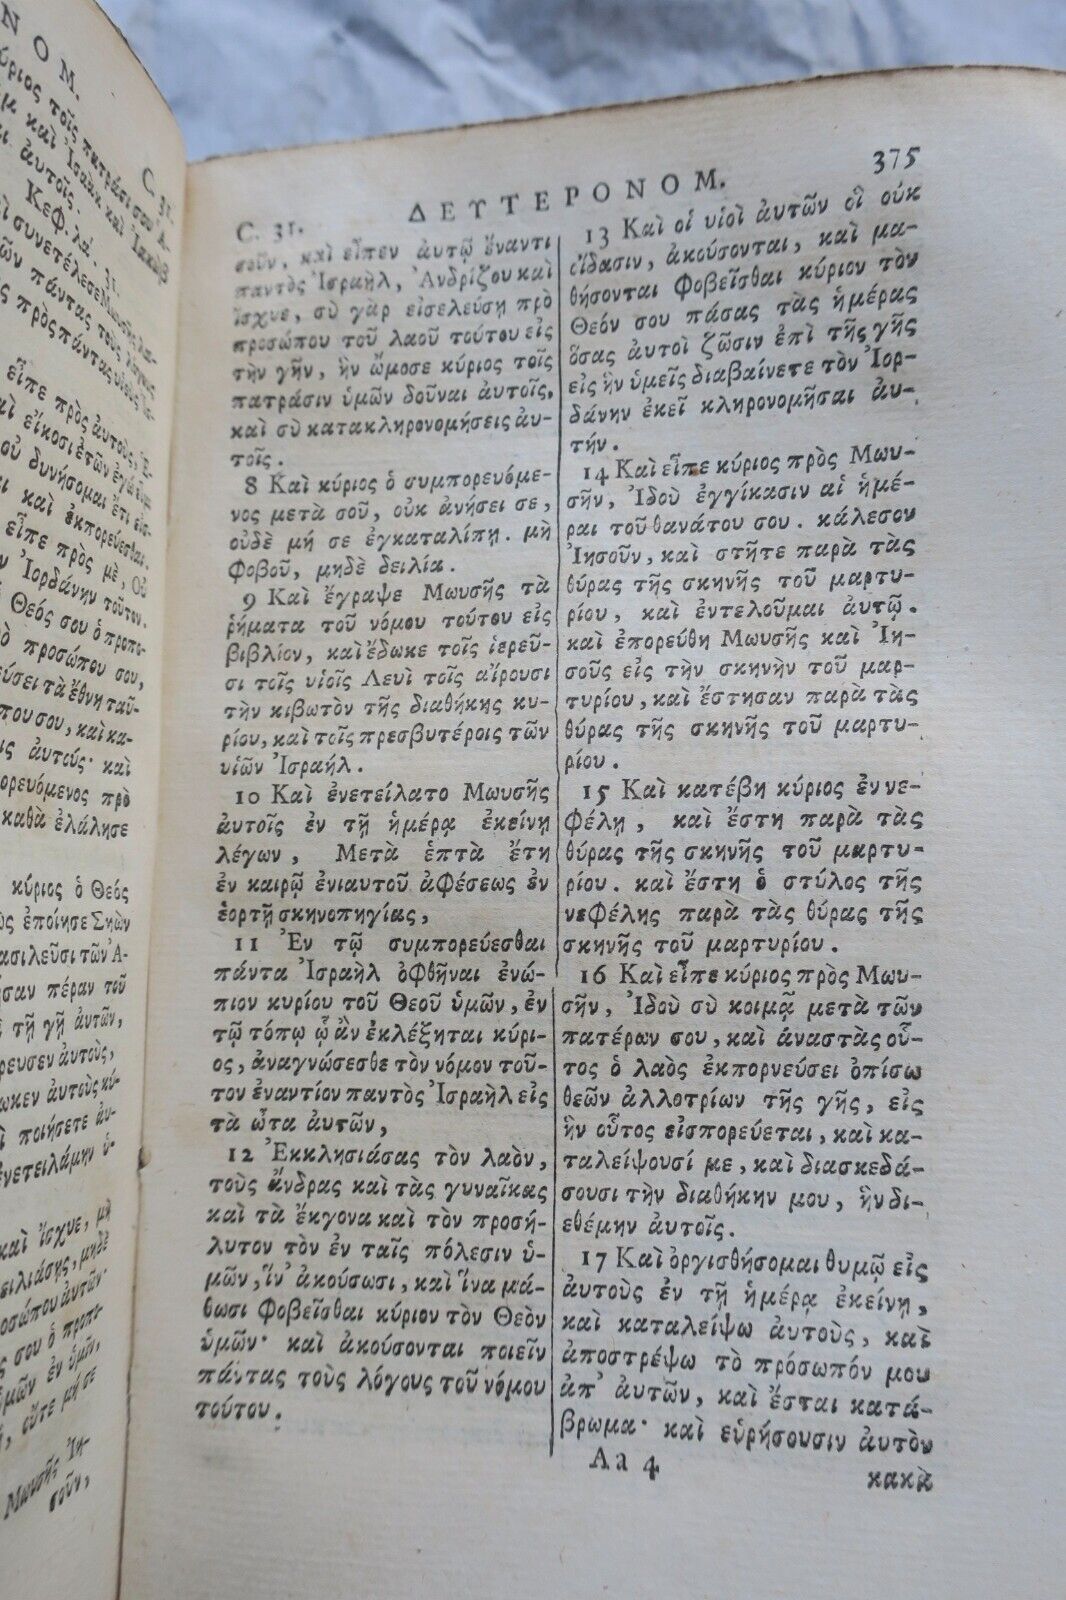 ΝΟΜ.
C. 31.
Κεφ. λα. 31.
κύριος ὁ Θεός
Μωυσῆς Ἰη-
σοῦν,
375
ΔΕΥΤΕΡΟΝΟΜ.
C. 31.
σοῦν, καὶ εἶπεν αὐτῷ ἔναντι
παντὸς Ἰσραὴλ, Ἀνδρίζου καὶ
ἴσχυε, σὺ γὰρ εἰσελεύσῃ πρὸ
προσώπου τοῦ λαοῦ τούτου εἰς
τὴν γῆν, ἣν ὤμοσε κύριος τοῖς
πατράσιν ὑμῶν δοῦναι αὐτοῖς.
καὶ σὺ κατακληρονομήσεις αὐ-
τοῖς.
8 Καὶ κύριος ὁ συμπορευόμε-
νος μετὰ σοῦ, οὐκ ἀνήσει σε,
οὐδὲ μή σε ἐγκαταλίπῃ. μὴ
φοβοῦ, μηδὲ δειλία.
9 Καὶ ἔγραψε Μωυσῆς τὰ
ῥήματα τοῦ νόμου τούτου εἰς
βιβλίον, καὶ ἔδωκε τοῖς ἱερεῦ-
σι τοῖς υἱοῖς Λευὶ τοῖς αἴρουσι
τὴν κιβωτὸν τῆς διαθήκης κυ-
ρίου, καὶ τοῖς πρεσβυτέροις τῶν
υἱῶν Ἰσραήλ.
10 Καὶ ἐνετείλατο Μωυσῆς
αὐτοῖς ἐν τῇ ἡμέρᾳ ἐκείνῃ
λέγων, Μετὰ ἑπτὰ ἔτη
ἐν καιρῷ ἐνιαυτοῦ ἀφέσεως ἐν
ἑορτῇ σκηνοπηγίας,
11 Ἐν τῷ συμπορεύεσθαι
πάντα Ἰσραὴλ ὀφθῆναι ἐνώ-
πιον κυρίου τοῦ Θεοῦ ὑμῶν, ἐν
τῷ τόπῳ ᾧ ἂν ἐκλέξηται κύρι-
ος, ἀναγνώσεσθε τὸν νόμον τοῦ-
τον ἐναντίον παντὸς Ἰσραὴλ εἰς
τὰ ὦτα αὐτῶν,
12 Ἐκκλησιάσας τὸν λαὸν,
τοὺς ἄνδρας καὶ τὰς γυναῖκας
καὶ τὰ ἔκγονα καὶ τὸν προσή-
λυτον τὸν ἐν ταῖς πόλεσιν ὑ-
μῶν, ἵν' ἀκούσωσι, καὶ ἵνα μά-
θωσι φοβεῖσθαι κύριον τὸν Θεὸν
ὑμῶν· καὶ ἀκούσονται ποιεῖν
πάντας τοὺς λόγους τοῦ νόμου
τούτου.
13 Καὶ οἱ υἱοὶ αὐτῶν οἳ οὐκ
οἴδασιν, ἀκούσονται, καὶ μα-
θήσονται φοβεῖσθαι κύριον τὸν
Θεόν σου πάσας τὰς ἡμέρας
ὅσας αὐτοὶ ζῶσιν ἐπὶ τῆς γῆς
εἰς ἣν ὑμεῖς διαβαίνετε τὸν Ἰορ-
δάνην ἐκεῖ κληρονομῆσαι αὐ-
τήν.
14 Καὶ εἶπε κύριος πρὸς Μωυ-
σῆν, Ἰδοὺ ἐγγίκασιν αἱ ἡμέ-
ραι τοῦ θανάτου σου. κάλεσον
Ἰησοῦν, καὶ στῆτε παρὰ τὰς
θύρας τῆς σκηνῆς τοῦ μαρτυ-
ρίου, καὶ ἐντελοῦμαι αὐτῷ.
καὶ ἐπορεύθη Μωυσῆς καὶ Ἰη-
σοῦς εἰς τὴν σκηνὴν τοῦ μαρ-
τυρίου, καὶ ἔστησαν παρὰ τὰς
θύρας τῆς σκηνῆς τοῦ μαρτυ-
ρίου.
15 Καὶ κατέβη κύριος ἐν νε-
φέλῃ, καὶ ἔστη παρὰ τὰς
θύρας τῆς σκηνῆς τοῦ μαρτυ-
ρίου. καὶ ἔστη ὁ στύλος τῆς
νεφέλης παρὰ τὰς θύρας τῆς
σκηνῆς τοῦ μαρτυρίου.
16 Καὶ εἶπε κύριος πρὸς Μωυ-
σῆν, Ἰδοὺ σὺ κοιμᾷ μετὰ τῶν
πατέρων σου, καὶ ἀναστὰς οὗ-
τος ὁ λαὸς ἐκπορνεύσει ὀπίσω
θεῶν ἀλλοτρίων τῆς γῆς, εἰς
ἣν οὗτος εἰσπορεύεται, καὶ κα-
ταλείψουσί με, καὶ διασκεδά-
σουσι τὴν διαθήκην μου, ἣν δι-
εθέμην αὐτοῖς.
17 Καὶ ὀργισθήσομαι θυμῷ εἰς
αὐτοὺς ἐν τῇ ἡμέρᾳ ἐκείνῃ,
καὶ καταλείψω αὐτοὺς, καὶ
ἀποστρέψω τὸ πρόσωπόν μου
ἀπ' αὐτῶν, καὶ ἔσται κατά-
βρωμα· καὶ εὑρήσουσιν αὐτὸν
Aa 4
κακὰ